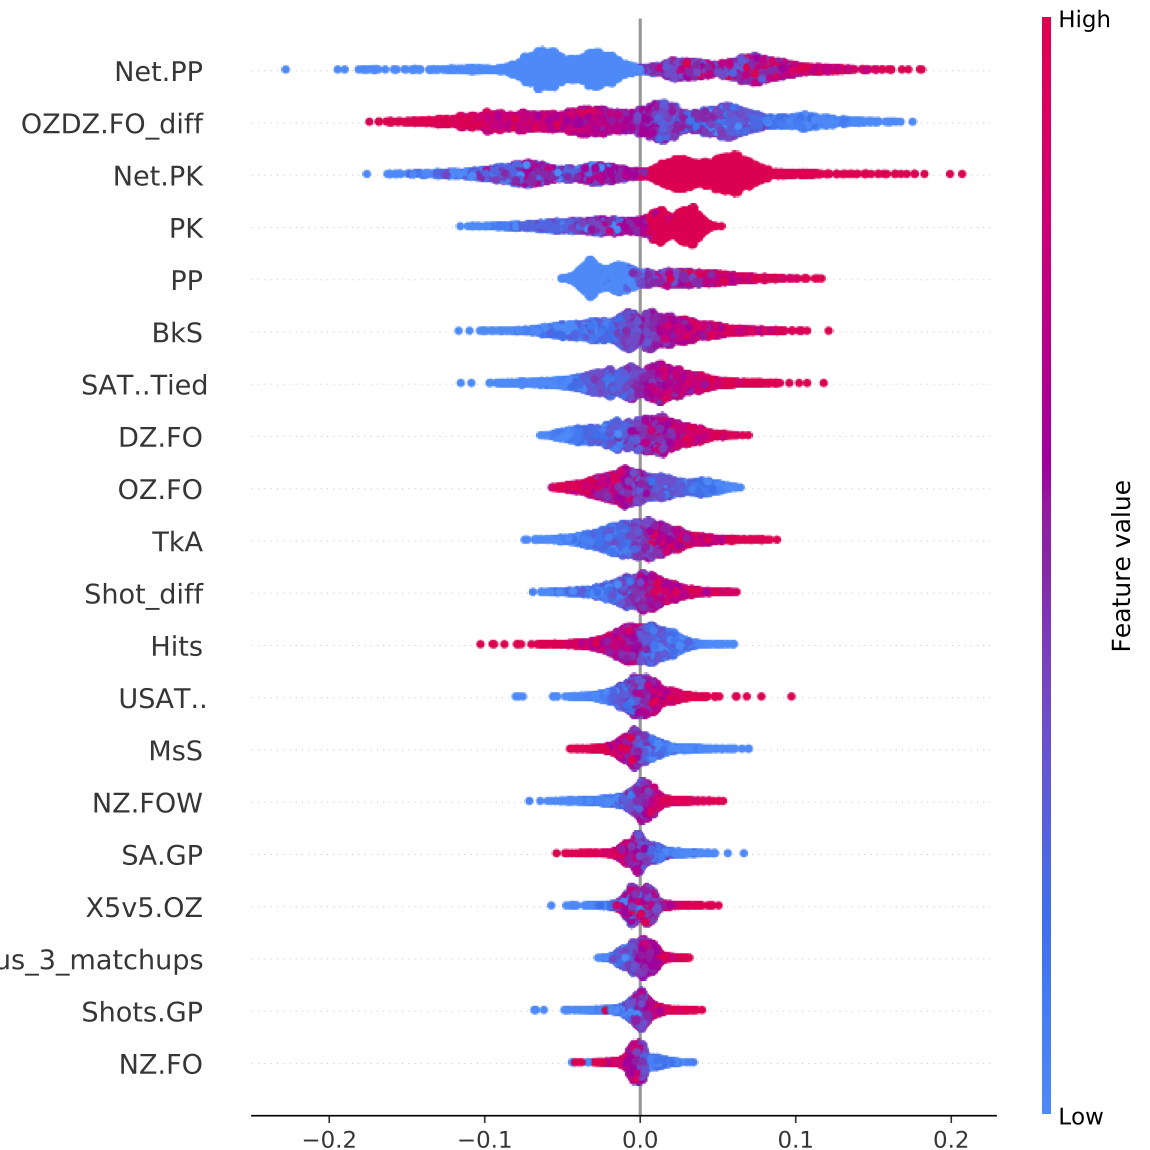 High
Net.PP
OZDZ.FO_diff
Net.PK
PK
PP
BkS
SAT..Tied
DZ.FO
OZ.FO
TkA
Shot_diff
Hits
USAT..
MsS
NZ.FOW
SA.GP
X5v5.OZ
us_3_matchups
Shots.GP
NZ.FO
Feature value
Low
−0.2 −0.1 0.0 0.1 0.2